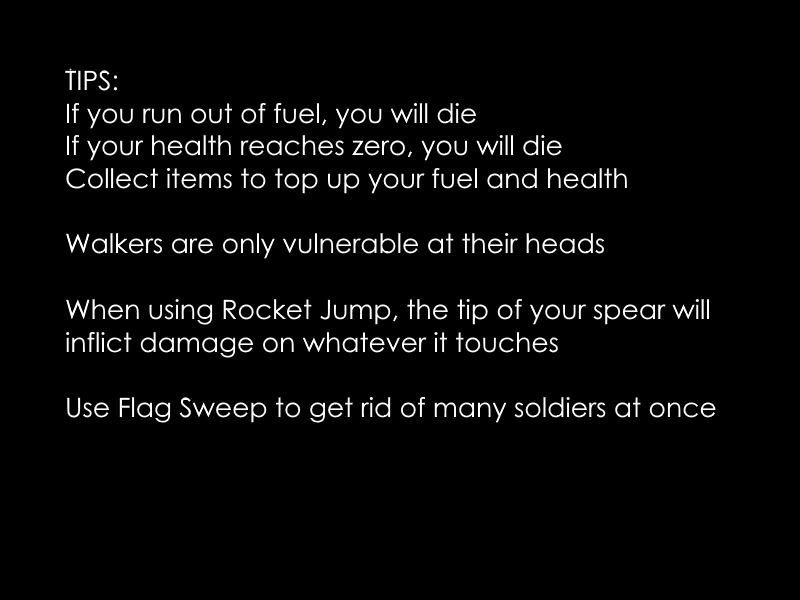 TIPS:
If you run out of fuel, you will die
If your health reaches zero, you will die
Collect items to top up your fuel and health
Walkers are only vulnerable at their heads
When using Rocket Jump, the tip of your spear will
inflict damage on whatever it touches
Use Flag Sweep to get rid of many soldiers at once